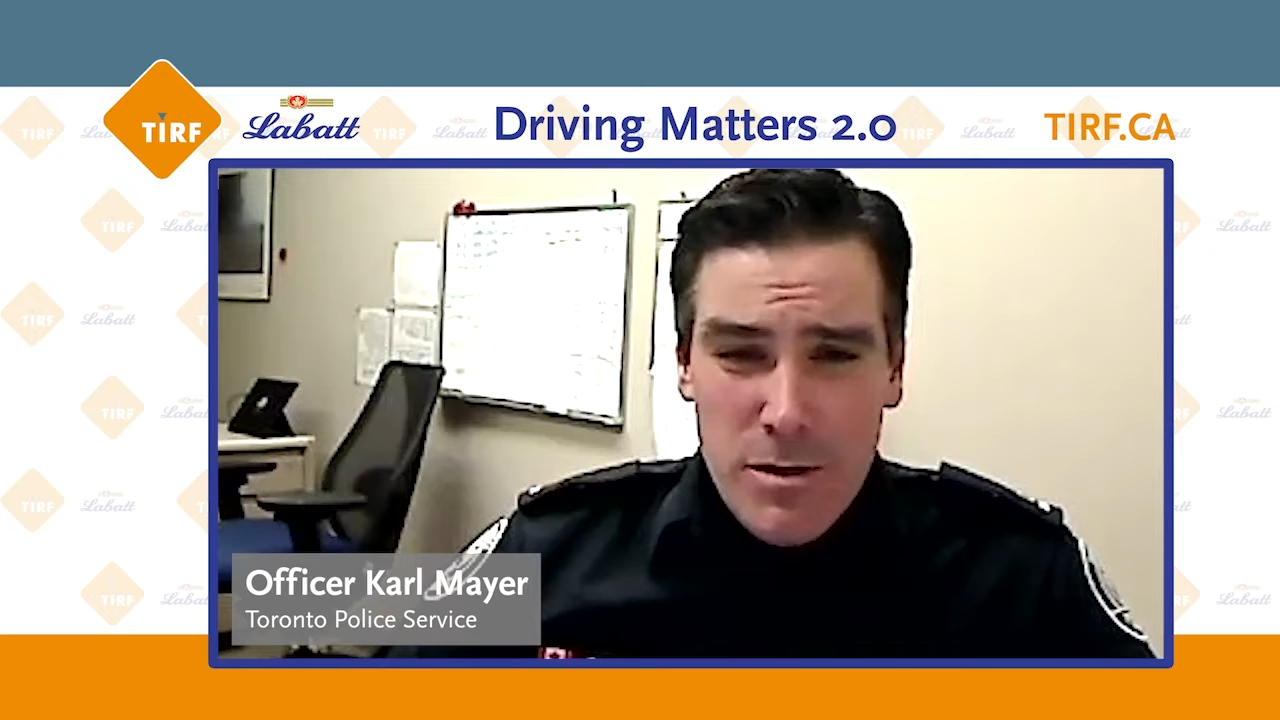 TIRF
Labatt
Driving Matters 2.0
TIRF.CA
Officer Karl Mayer
Toronto Police Service